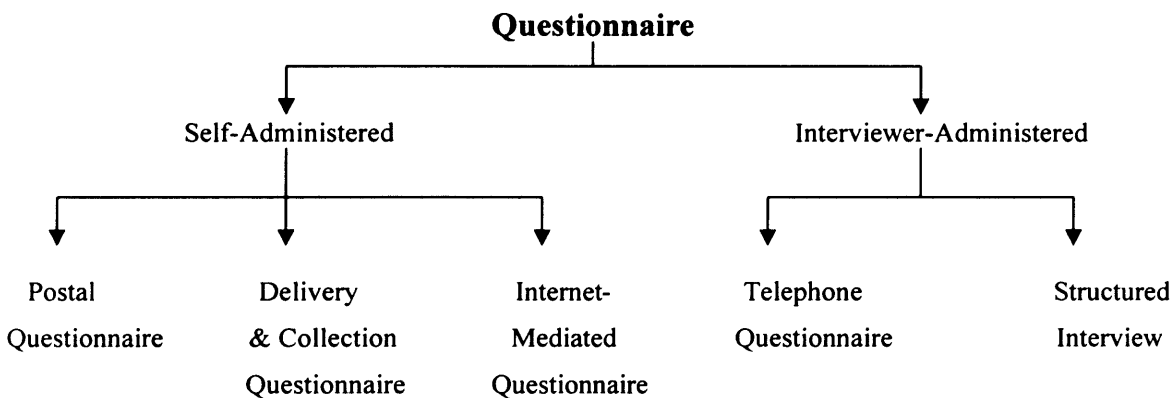 Questionnaire
Self-Administered
Interviewer-Administered
Postal
Questionnaire
Delivery
& Collection
Questionnaire
Internet-
Mediated
Questionnaire
Telephone
Questionnaire
Structured
Interview